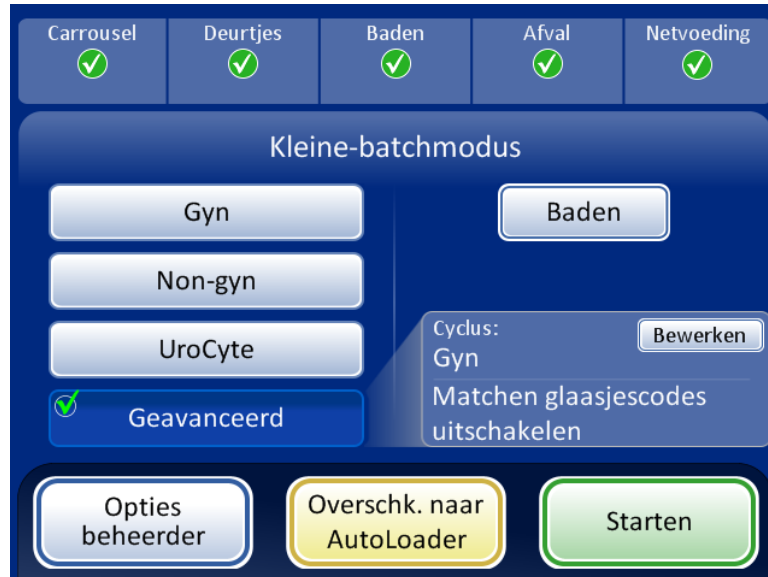 Carrousel
Deurtjes
Baden
Afval
Netvoeding
Kleine-batchmodus
Gyn
Baden
Non-gyn
UroCyte
Cyclus:
Bewerken
Gyn
Geavanceerd
Matchen glaasjescodes
uitschakelen
Opties
beheerder
Overschk. naar
AutoLoader
Starten